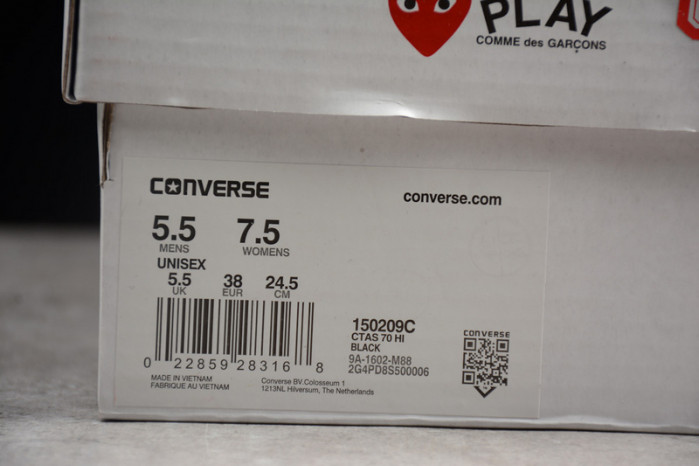 PLAY
COMME des GARÇONS
CONVERSE
converse.com
5.5 7.5
MENS WOMENS
UNISEX
5.5 38 24.5
UK EUR CM
150209C
CTAS 70 HI
BLACK
9A-1602-M88
2G4PD8S500006
CONVERSE
0 22859 28316 8
MADE IN VIETNAM
FABRIQUE AU VIETNAM
Converse BV.Colosseum 1
1213NL Hilversum, The Netherlands